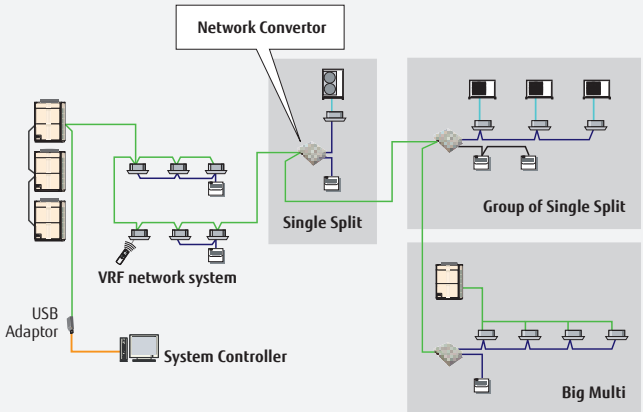 Network Convertor
Single Split
Group of Single Split
VRF network system
USB
Adaptor
System Controller
Big Multi